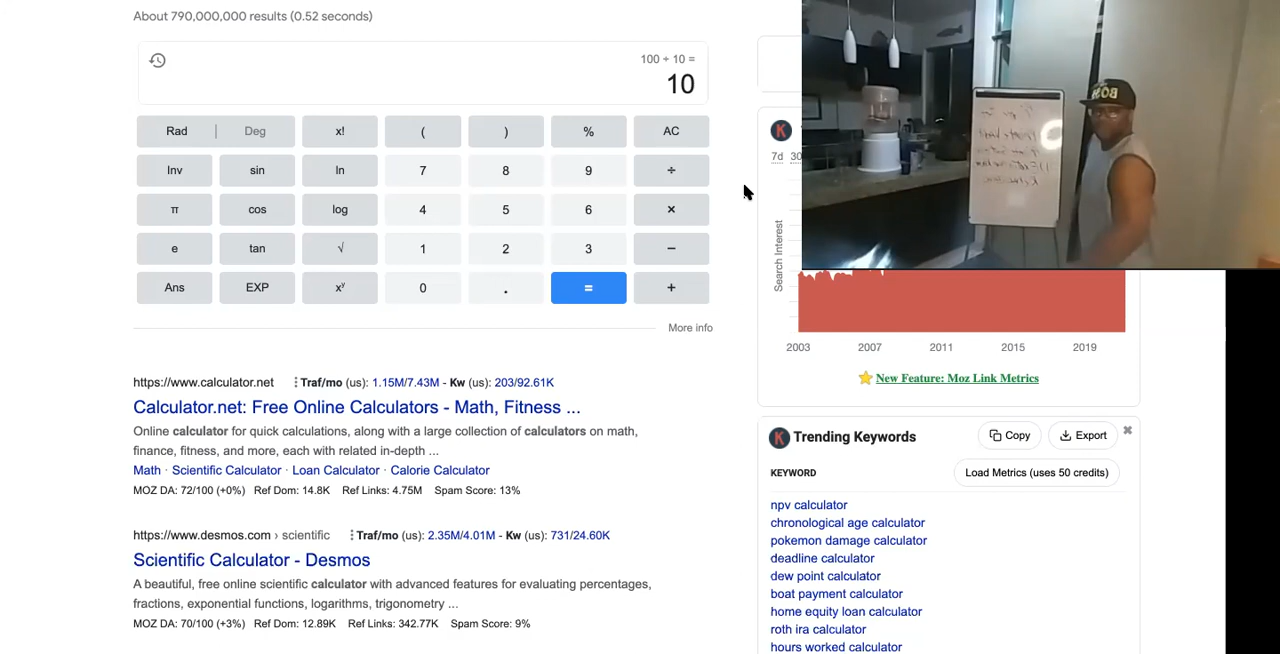 About 790,000,000 results (0.52 seconds)
100 ÷ 10 =
10
Rad | Deg x! ( ) % AC
Inv sin ln 7 8 9 ÷
π cos log 4 5 6 ×
e tan √ 1 2 3 −
Ans EXP xʸ 0 . = +
More info
https://www.calculator.net Traf/mo (us): 1.15M/7.43M - Kw (us): 203/92.61K
Calculator.net: Free Online Calculators - Math, Fitness ...
Online calculator for quick calculations, along with a large collection of calculators on math,
finance, fitness, and more, each with related in-depth ...
Math · Scientific Calculator · Loan Calculator · Calorie Calculator
MOZ DA: 72/100 (+0%) Ref Dom: 14.8K Ref Links: 4.75M Spam Score: 13%
https://www.desmos.com › scientific Traf/mo (us): 2.35M/4.01M - Kw (us): 731/24.60K
Scientific Calculator - Desmos
A beautiful, free online scientific calculator with advanced features for evaluating percentages,
fractions, exponential functions, logarithms, trigonometry ...
MOZ DA: 70/100 (+3%) Ref Dom: 12.89K Ref Links: 342.77K Spam Score: 9%
K
7d 30
Search Interest
2003 2007 2011 2015 2019
New Feature: Moz Link Metrics
K Trending Keywords Copy Export
KEYWORD Load Metrics (uses 50 credits)
npv calculator
chronological age calculator
pokemon damage calculator
deadline calculator
dew point calculator
boat payment calculator
home equity loan calculator
roth ira calculator
hours worked calculator
BOSS